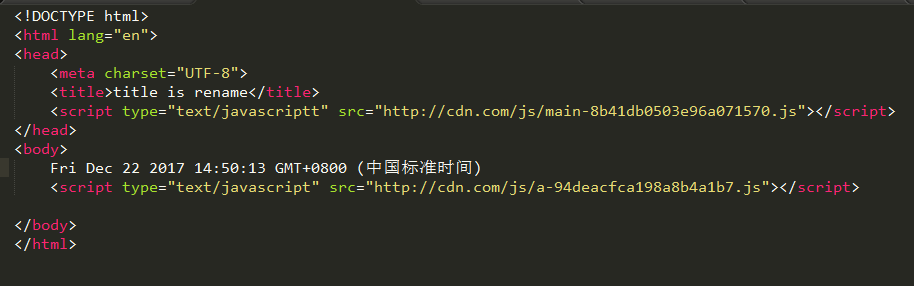 <!DOCTYPE html>
<html lang="en">
<head>
    <meta charset="UTF-8">
    <title>title is rename</title>
    <script type="text/javascriptt" src="http://cdn.com/js/main-8b41db0503e96a071570.js"></script>
</head>
<body>
    Fri Dec 22 2017 14:50:13 GMT+0800 (中国标准时间)
    <script type="text/javascript" src="http://cdn.com/js/a-94deacfca198a8b4a1b7.js"></script>
</body>
</html>